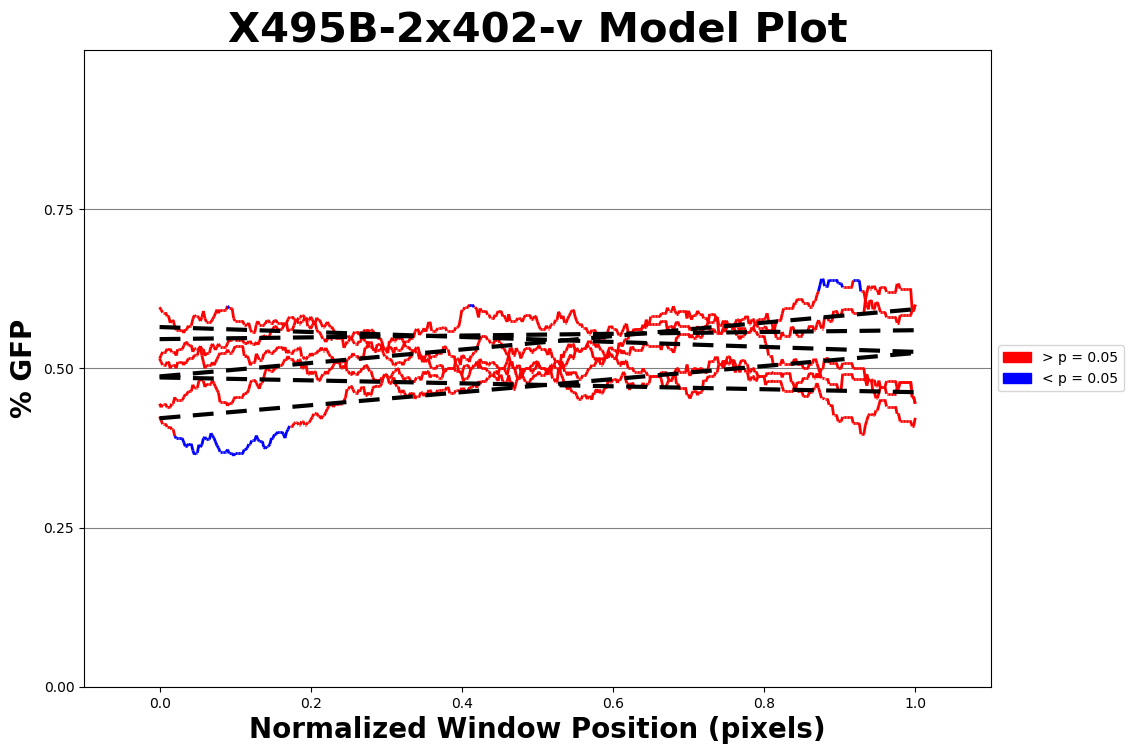 X495B-2x402-v Model Plot
% GFP
0.75
0.50
0.25
0.00
0.0 0.2 0.4 0.6 0.8 1.0
Normalized Window Position (pixels)
> p = 0.05
< p = 0.05